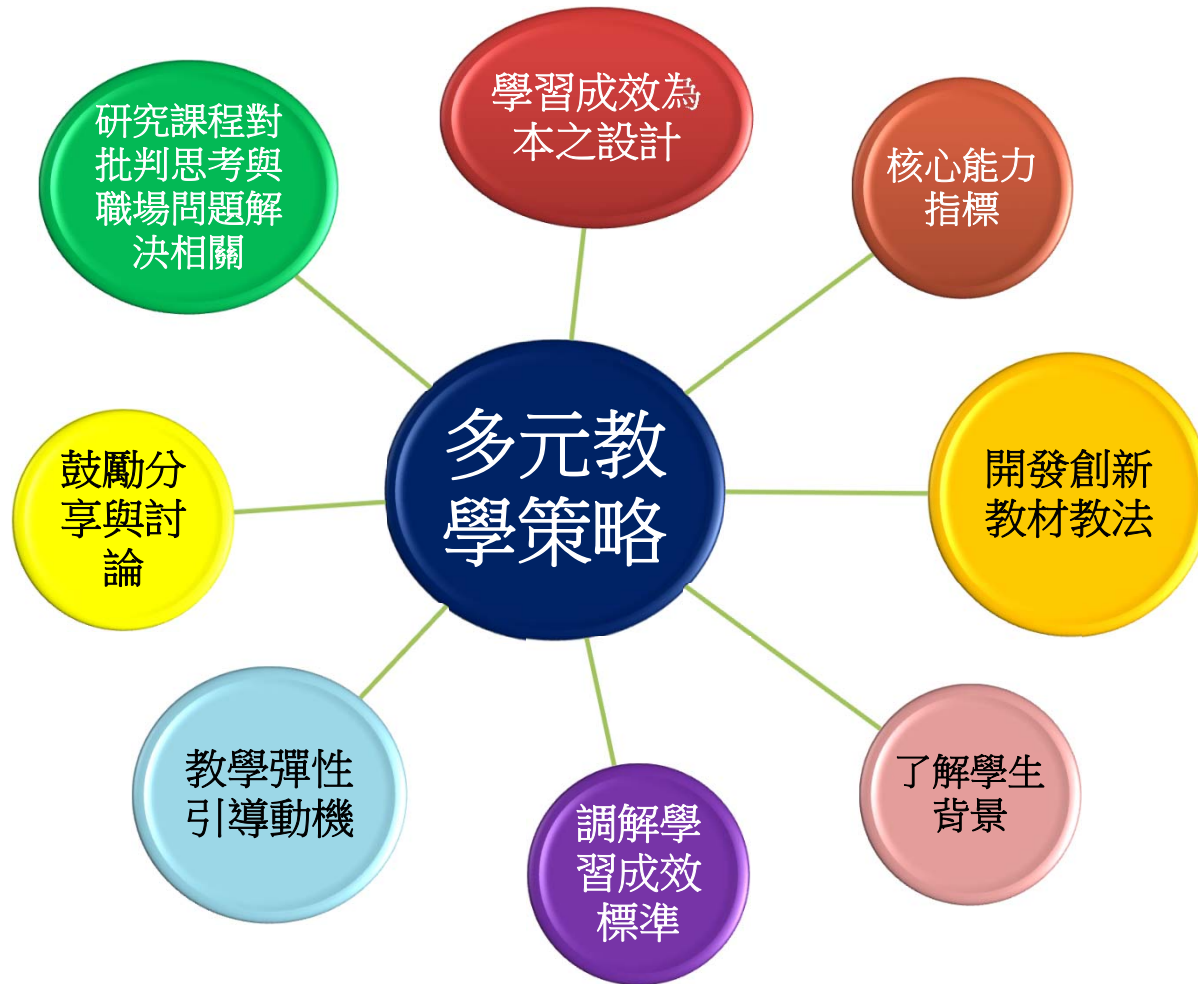 學習成效為
本之設計
核心能力
指標
開發創新
教材教法
了解學生
背景
調解學
習成效
標準
教學彈性
引導動機
鼓勵分
享與討
論
研究課程對
批判思考與
職場問題解
決相關
多元教
學策略